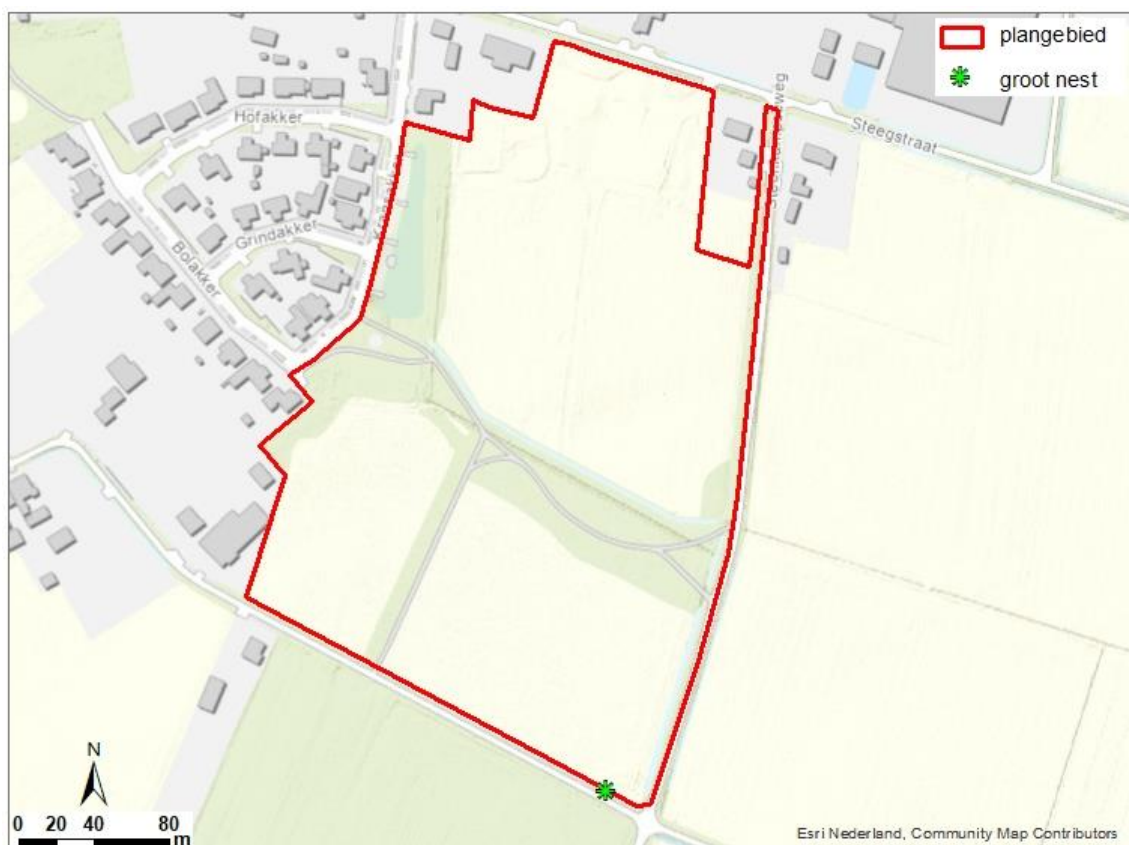 plangebied
groot nest
Hofakker
Steegstraat
Grindakker
Bolakker
N
0 20 40 80
m
Esri Nederland, Community Map Contributors